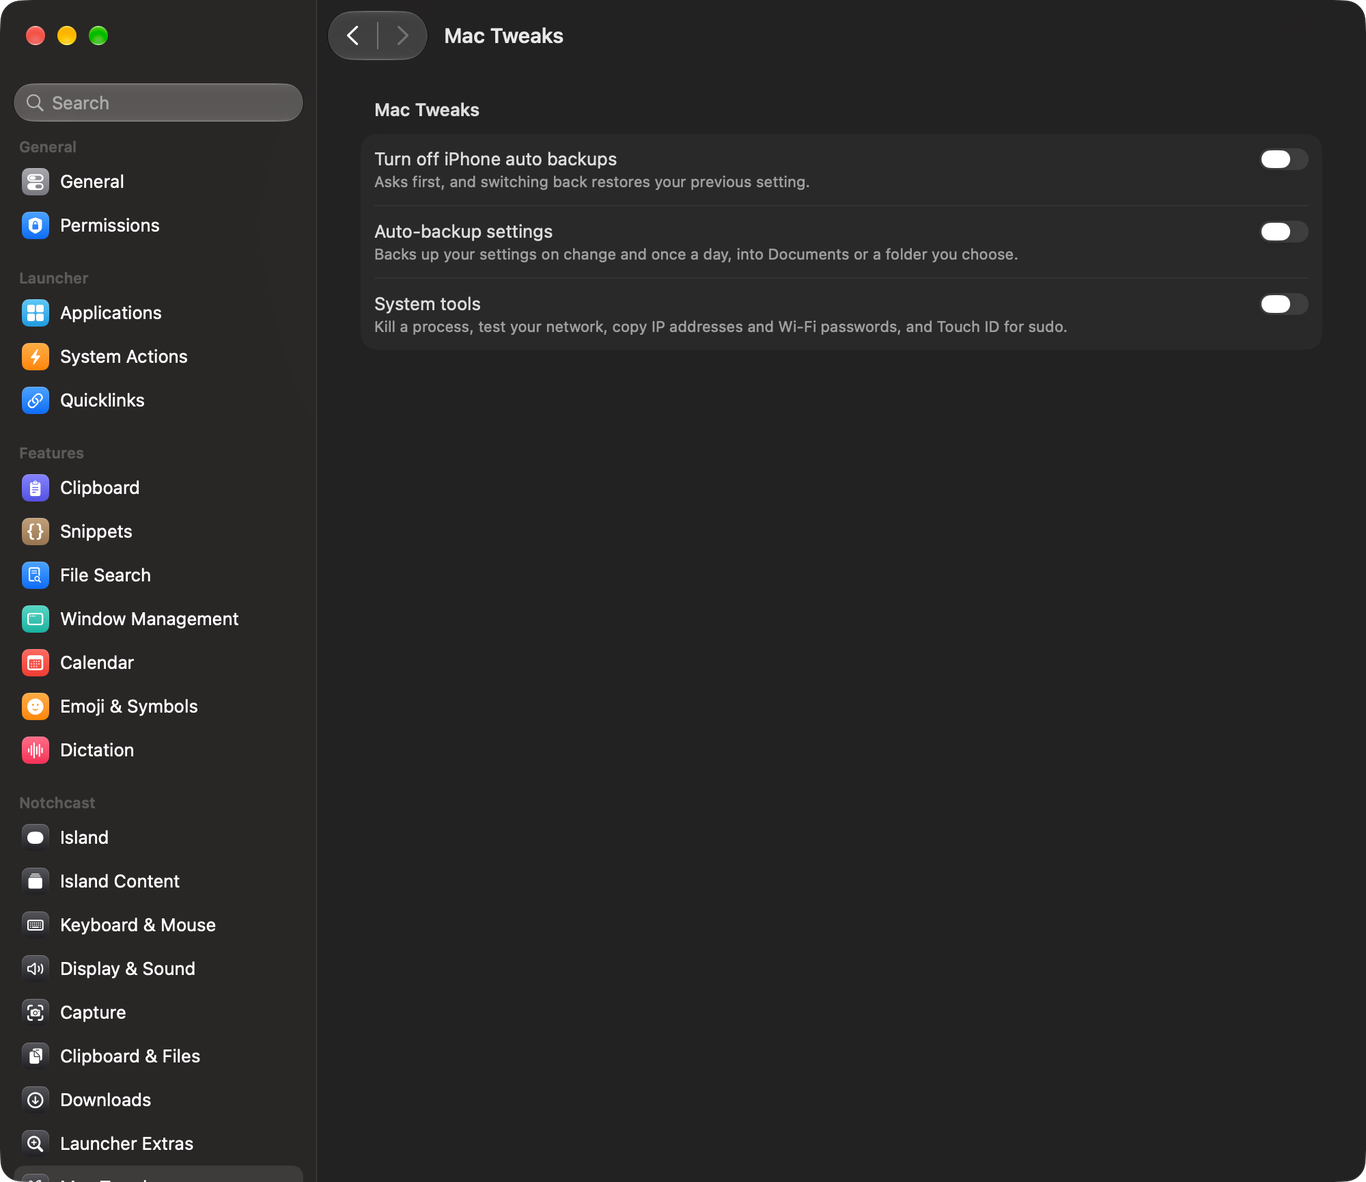 Mac Tweaks
Search
General
General
Permissions
Launcher
Applications
System Actions
Quicklinks
Features
Clipboard
Snippets
File Search
Window Management
Calendar
Emoji & Symbols
Dictation
Notchcast
Island
Island Content
Keyboard & Mouse
Display & Sound
Capture
Clipboard & Files
Downloads
Launcher Extras
Mac Tweaks
Turn off iPhone auto backups
Asks first, and switching back restores your previous setting.
Auto-backup settings
Backs up your settings on change and once a day, into Documents or a folder you choose.
System tools
Kill a process, test your network, copy IP addresses and Wi-Fi passwords, and Touch ID for sudo.